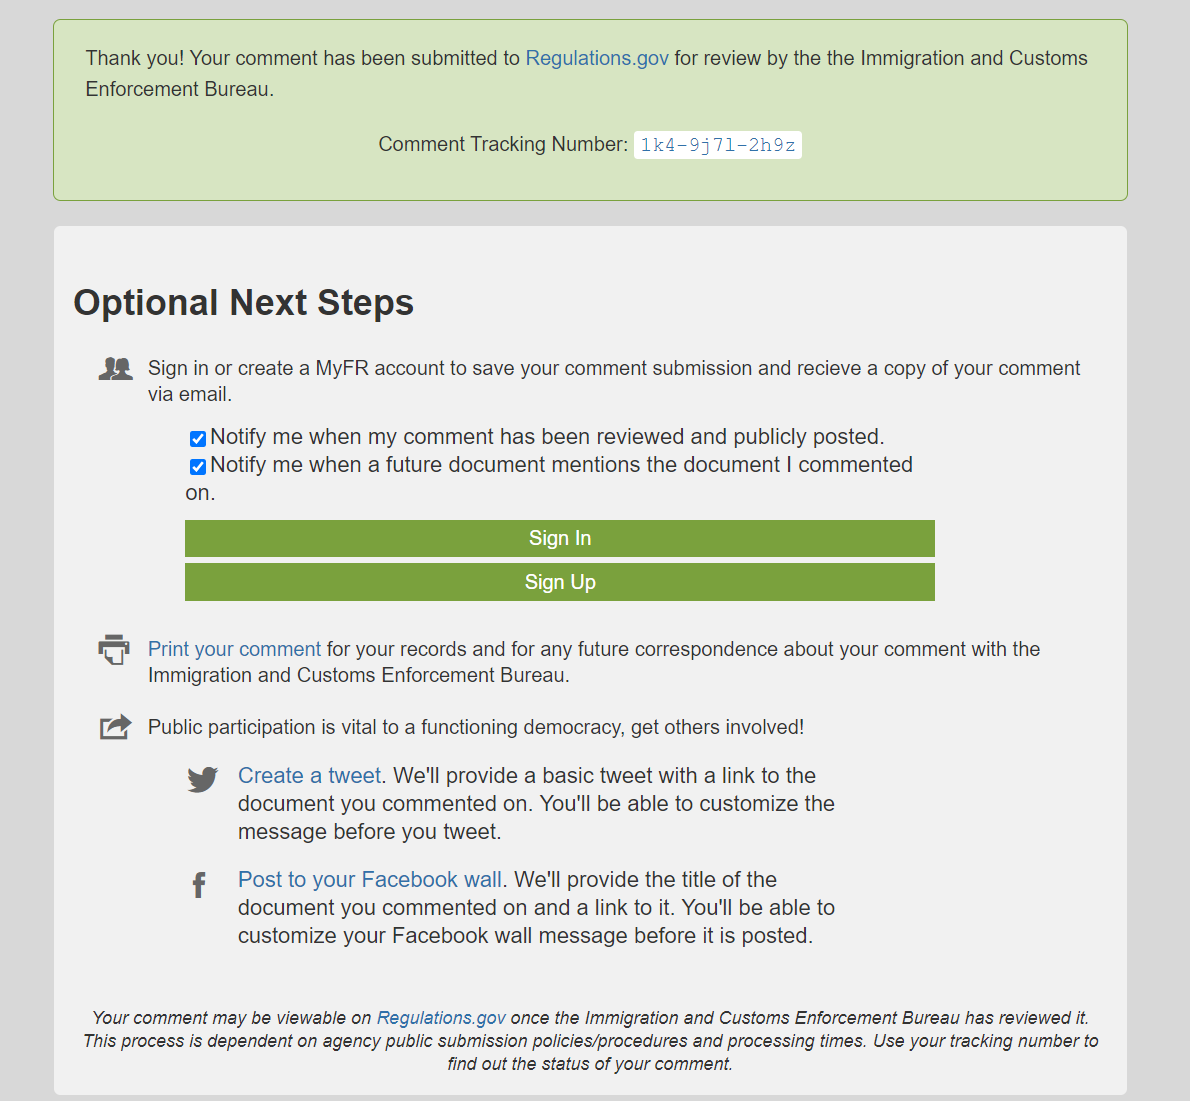 Thank you! Your comment has been submitted to Regulations.gov for review by the the Immigration and Customs
Enforcement Bureau.
Comment Tracking Number: 1k4-9j7l-2h9z
Optional Next Steps
Sign in or create a MyFR account to save your comment submission and recieve a copy of your comment
via email.
Notify me when my comment has been reviewed and publicly posted.
Notify me when a future document mentions the document I commented
on.
Sign In
Sign Up
Print your comment for your records and for any future correspondence about your comment with the
Immigration and Customs Enforcement Bureau.
Public participation is vital to a functioning democracy, get others involved!
Create a tweet. We'll provide a basic tweet with a link to the
document you commented on. You'll be able to customize the
message before you tweet.
Post to your Facebook wall. We'll provide the title of the
document you commented on and a link to it. You'll be able to
customize your Facebook wall message before it is posted.
Your comment may be viewable on Regulations.gov once the Immigration and Customs Enforcement Bureau has reviewed it.
This process is dependent on agency public submission policies/procedures and processing times. Use your tracking number to
find out the status of your comment.